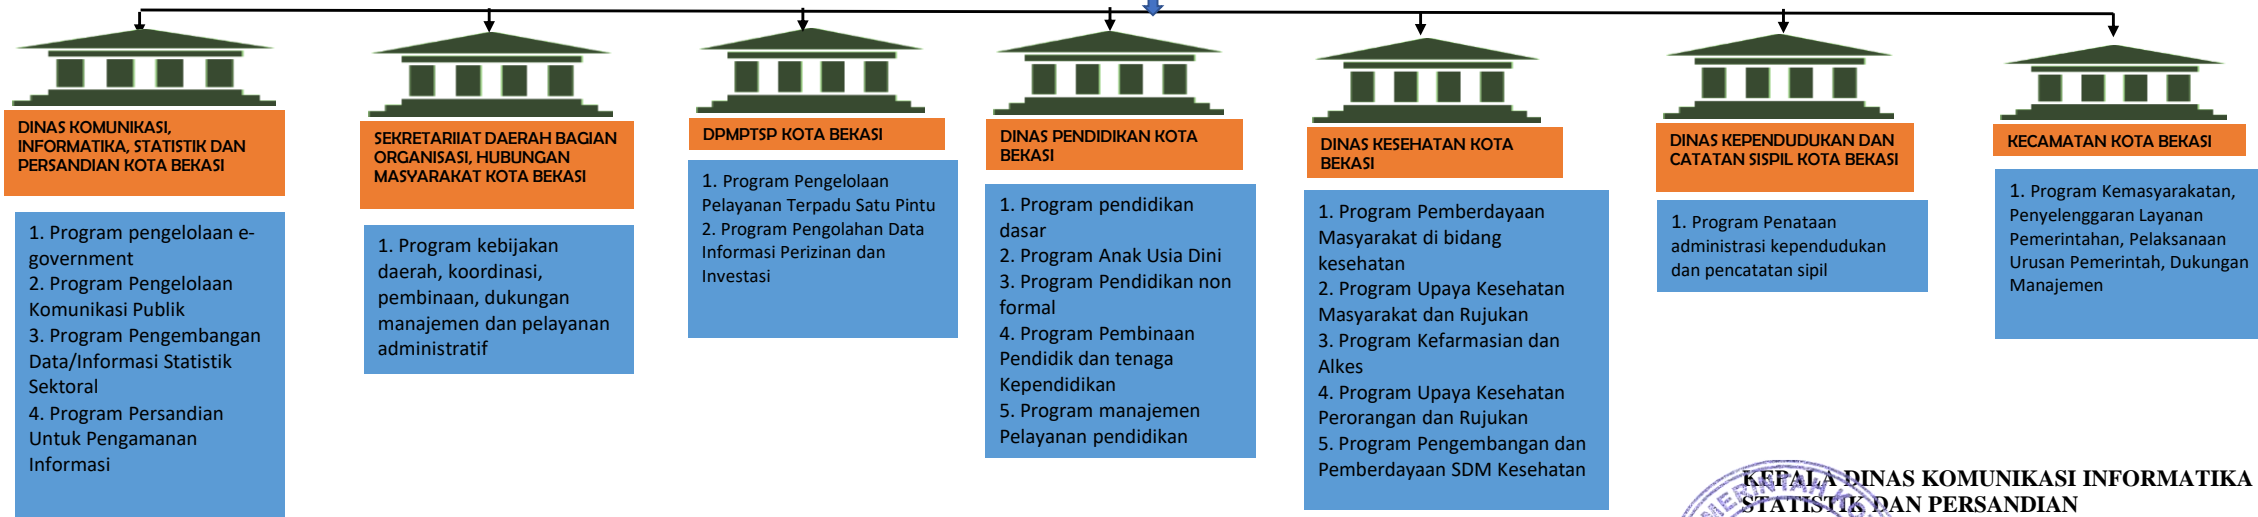 DINAS KOMUNIKASI,
INFORMATIKA, STATISTIK DAN
PERSANDIAN KOTA BEKASI
1. Program pengelolaan e-
government
2. Program Pengelolaan
Komunikasi Publik
3. Program Pengembangan
Data/Informasi Statistik
Sektoral
4. Program Persandian
Untuk Pengamanan
Informasi
SEKRETARIIAT DAERAH BAGIAN
ORGANISASI, HUBUNGAN
MASYARAKAT KOTA BEKASI
1. Program kebijakan
daerah, koordinasi,
pembinaan, dukungan
manajemen dan pelayanan
administratif
DPMPTSP KOTA BEKASI
1. Program Pengelolaan
Pelayanan Terpadu Satu Pintu
2. Program Pengolahan Data
Informasi Perizinan dan
Investasi
DINAS PENDIDIKAN KOTA
BEKASI
1. Program pendidikan
dasar
2. Program Anak Usia Dini
3. Program Pendidikan non
formal
4. Program Pembinaan
Pendidik dan tenaga
Kependidikan
5. Program manajemen
Pelayanan pendidikan
DINAS KESEHATAN KOTA
BEKASI
1. Program Pemberdayaan
Masyarakat di bidang
kesehatan
2. Program Upaya Kesehatan
Masyarakat dan Rujukan
3. Program Kefarmasian dan
Alkes
4. Program Upaya Kesehatan
Perorangan dan Rujukan
5. Program Pengembangan dan
Pemberdayaan SDM Kesehatan
DINAS KEPENDUDUKAN DAN
CATATAN SISPIL KOTA BEKASI
1. Program Penataan
administrasi kependudukan
dan pencatatan sipil
KECAMATAN KOTA BEKASI
1. Program Kemasyarakatan,
Penyelenggaran Layanan
Pemerintahan, Pelaksanaan
Urusan Pemerintah, Dukungan
Manajemen
KEPALA DINAS KOMUNIKASI INFORMATIKA
STATISTIK DAN PERSANDIAN